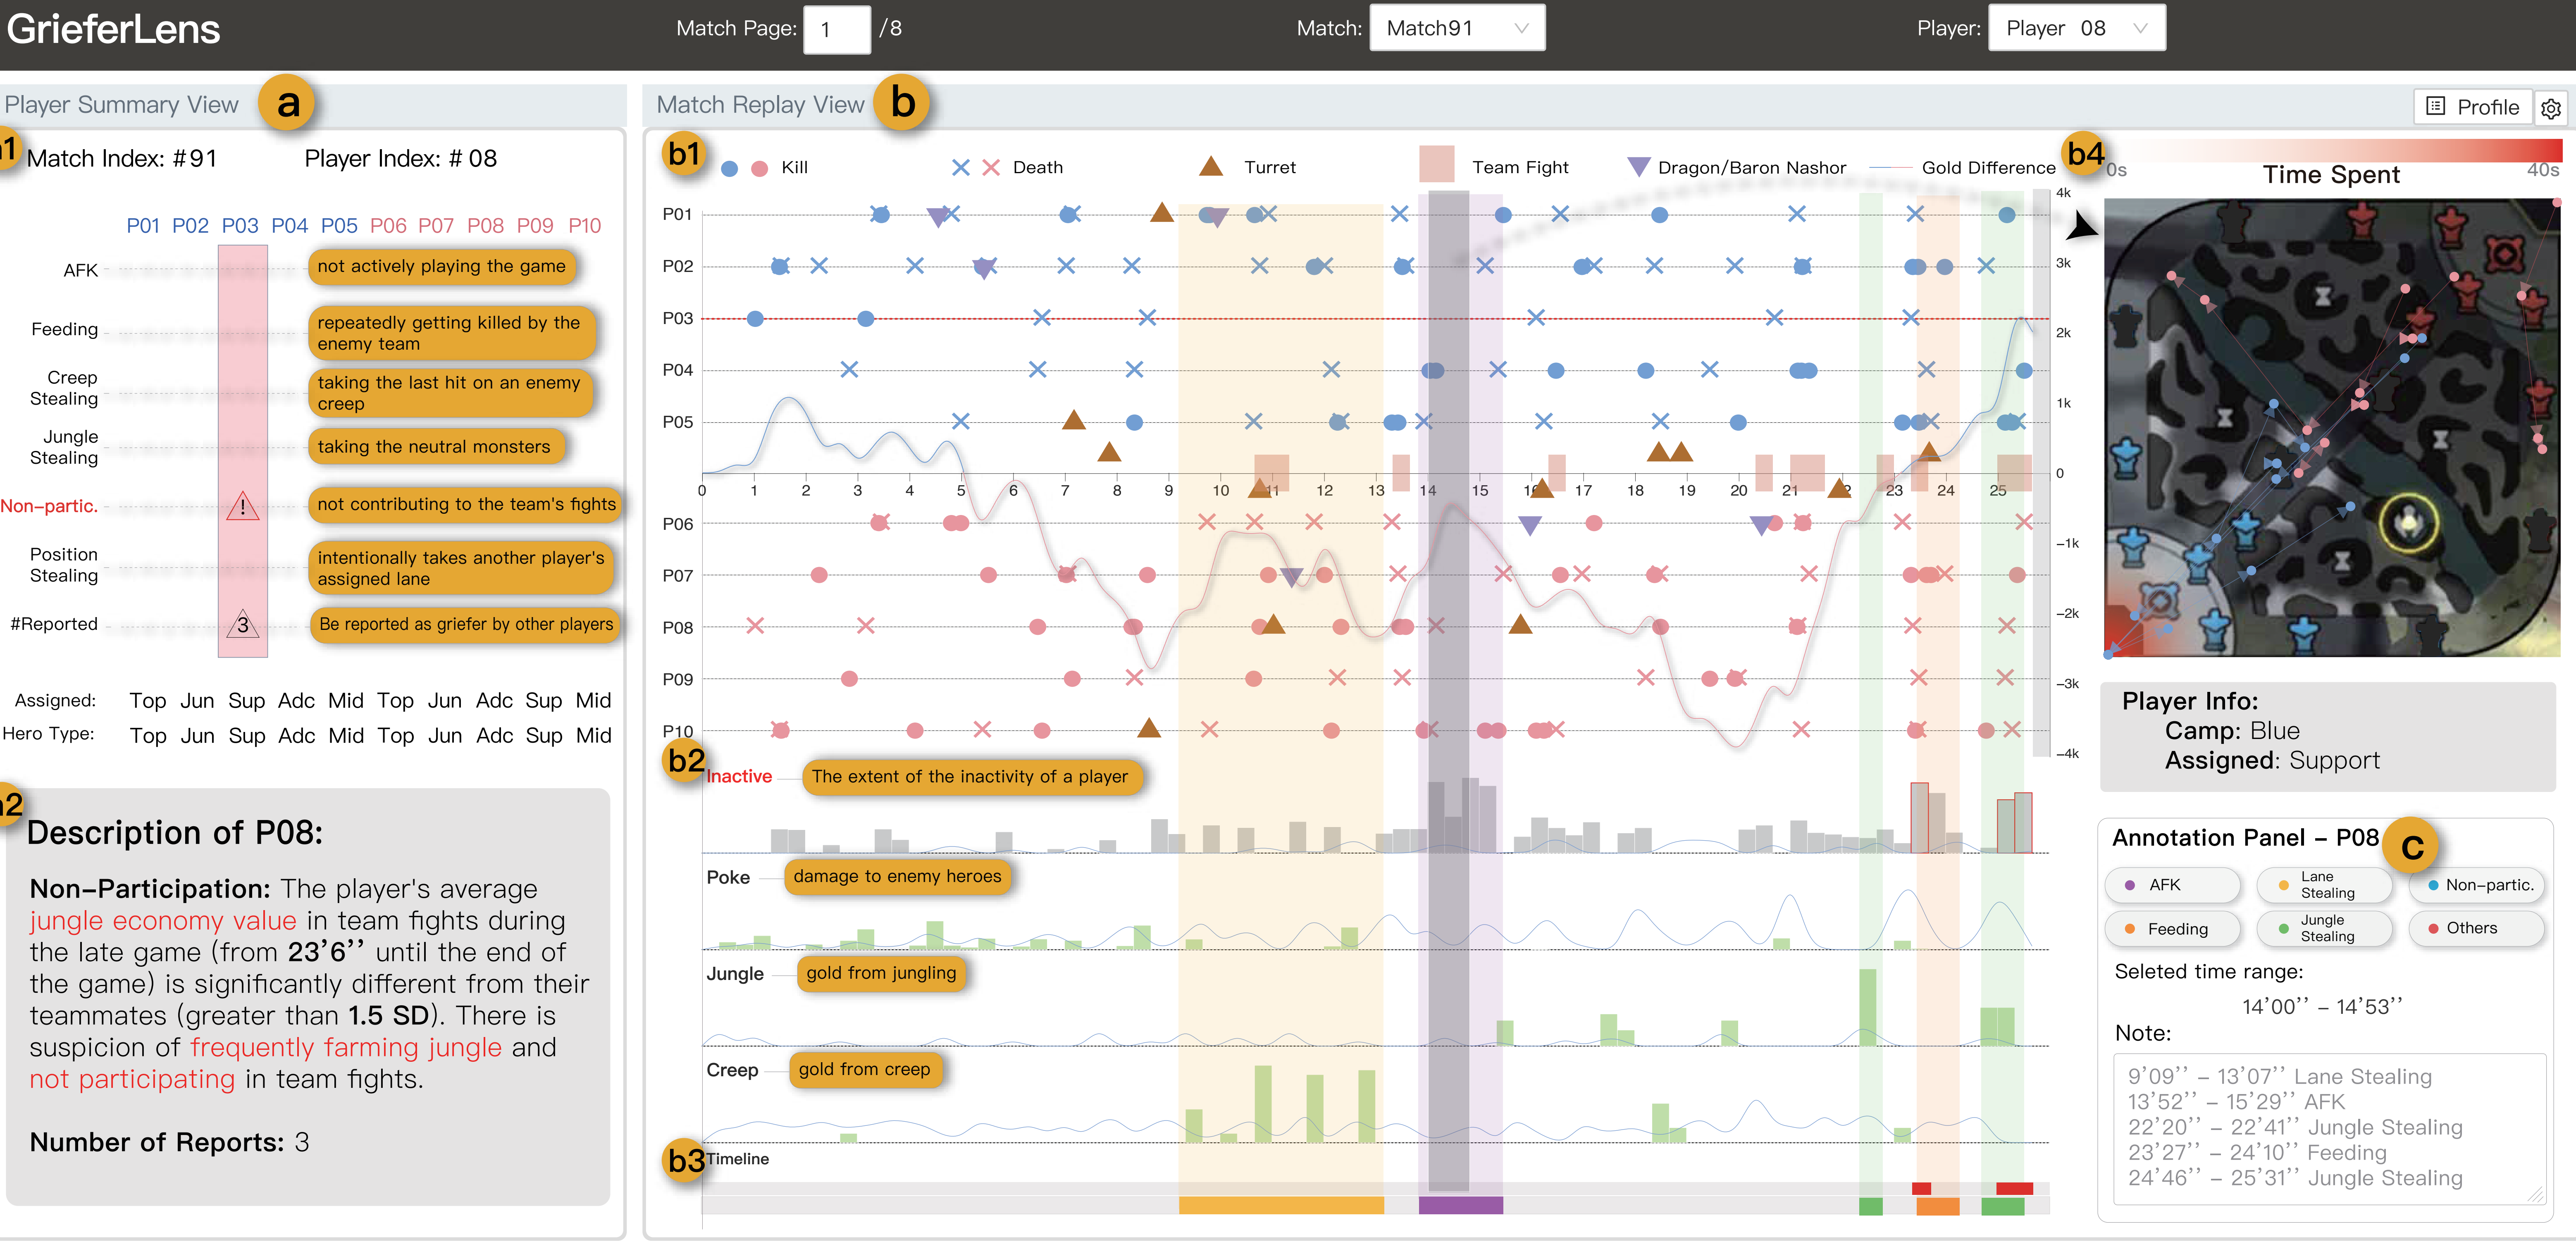 GrieferLens
Match Page: 1 /8
Match: Match91
Player: Player 08
Player Summary View a
Match Replay View b
Profile
Match Index: #91
Player Index: # 08
P01 P02 P03 P04 P05 P06 P07 P08 P09 P10
AFK
not actively playing the game
Feeding
repeatedly getting killed by the
enemy team
Creep
Stealing
taking the last hit on an enemy
creep
Jungle
Stealing
taking the neutral monsters
Non-partic.
!
not contributing to the team's fights
Position
Stealing
intentionally takes another player's
assigned lane
#Reported
3
Be reported as griefer by other players
Assigned: Top Jun Sup Adc Mid Top Jun Adc Sup Mid
Hero Type: Top Jun Sup Adc Mid Top Jun Adc Sup Mid
Description of P08:
Non-Participation: The player's average
jungle economy value in team fights during
the late game (from 23’6’’ until the end of
the game) is significantly different from their
teammates (greater than 1.5 SD). There is
suspicion of frequently farming jungle and
not participating in team fights.
Number of Reports: 3
b1
Kill
Death
Turret
Team Fight
Dragon/Baron Nashor
Gold Difference
P01
P02
P03
P04
P05
0 1 2 3 4 5 6 7 8 9 10 11 12 13 14 15 16 17 18 19 20 21 22 23 24 25
P06
P07
P08
P09
P10
4k
3k
2k
1k
0
-1k
-2k
-3k
-4k
b2
Inactive
The extent of the inactivity of a player
Poke
damage to enemy heroes
Jungle
gold from jungling
Creep
gold from creep
b3
Timeline
b4
0s
40s
Time Spent
Player Info:
Camp: Blue
Assigned: Support
Annotation Panel – P08
c
AFK
Lane
Stealing
Non-partic.
Feeding
Jungle
Stealing
Others
Seleted time range:
14’00’’ – 14’53’’
Note:
9’09’’ – 13’07’’ Lane Stealing
13’52’’ – 15’29’’ AFK
22’20’’ – 22’41’’ Jungle Stealing
23’27’’ – 24’10’’ Feeding
24’46’’ – 25’31’’ Jungle Stealing